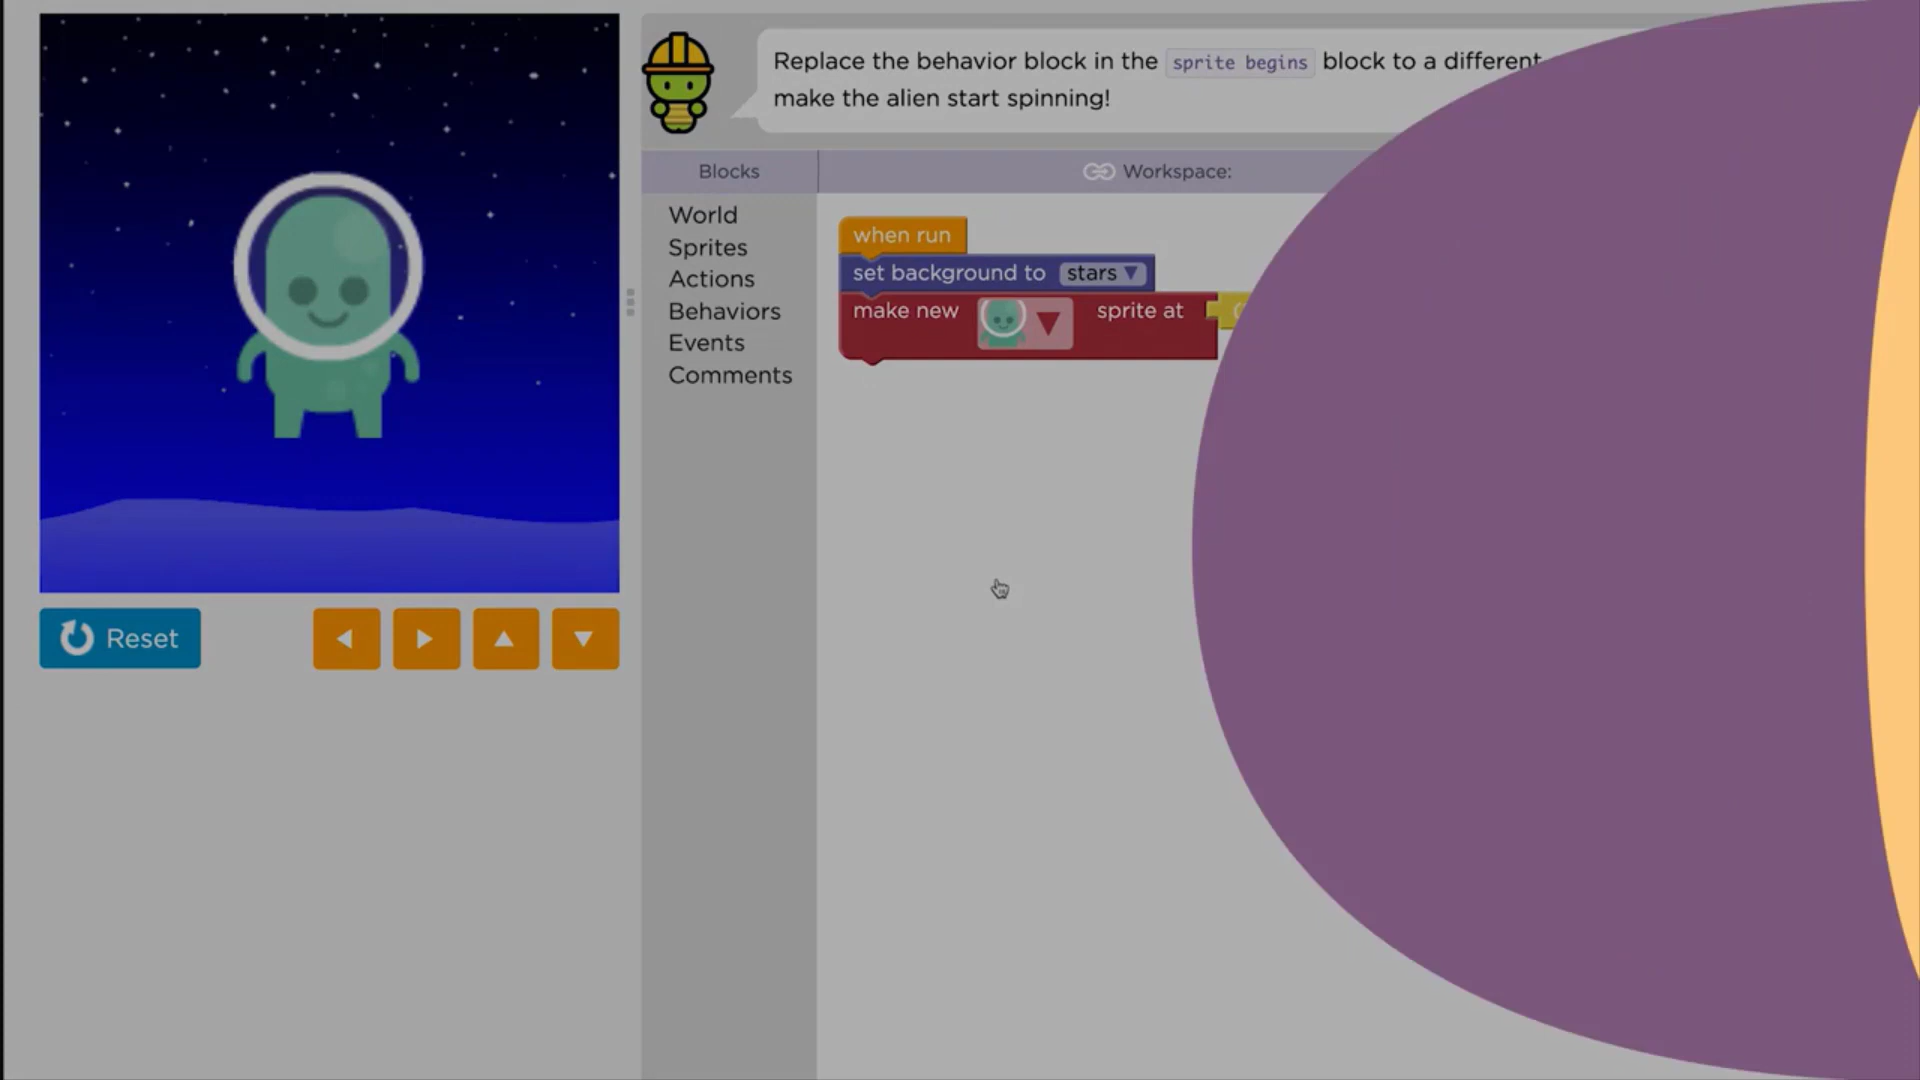 Replace the behavior block in the sprite begins block to a different
make the alien start spinning!
Blocks
Workspace:
World
Sprites
Actions
Behaviors
Events
Comments
when run
set background to stars
make new sprite at
Reset